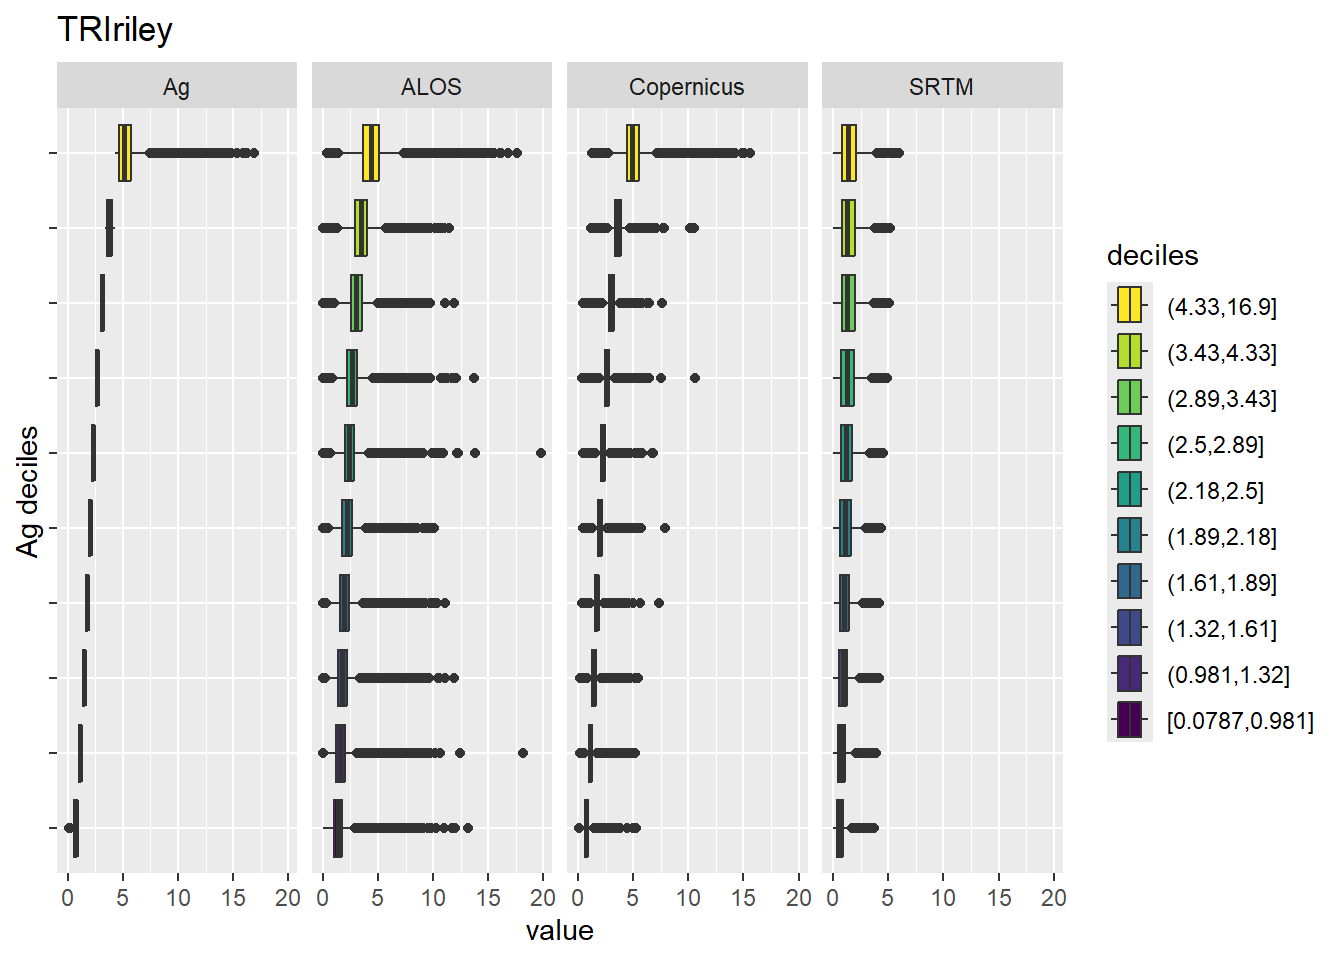 TRIriley
Ag
ALOS
Copernicus
SRTM
Ag deciles
0 5 10 15 20
0 5 10 15 20
0 5 10 15 20
0 5 10 15 20
value
deciles
(4.33,16.9]
(3.43,4.33]
(2.89,3.43]
(2.5,2.89]
(2.18,2.5]
(1.89,2.18]
(1.61,1.89]
(1.32,1.61]
(0.981,1.32]
[0.0787,0.981]